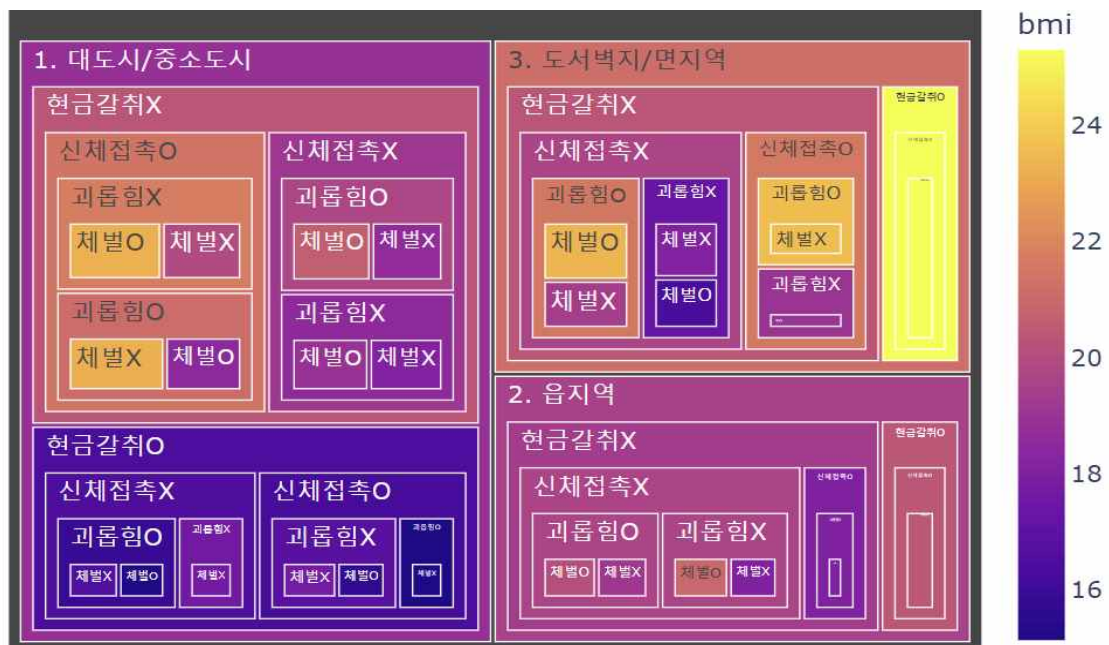 bmi
1. 대도시/중소도시
현금갈취X
신체접촉O
괴롭힘X
체벌O
체벌X
괴롭힘O
체벌X
체벌O
신체접촉X
괴롭힘O
체벌O
체벌X
괴롭힘X
체벌O
체벌X
현금갈취O
신체접촉X
괴롭힘O
체벌X
체벌O
괴롭힘X
체벌X
신체접촉O
괴롭힘X
체벌X
체벌O
괴롭힘O
체벌X
3. 도서벽지/면지역
현금갈취X
신체접촉X
괴롭힘O
체벌O
체벌X
괴롭힘X
체벌X
체벌O
신체접촉O
괴롭힘O
체벌X
괴롭힘X
현금갈취O
2. 읍지역
현금갈취X
신체접촉X
괴롭힘O
체벌O
체벌X
괴롭힘X
체벌O
체벌X
신체접촉O
현금갈취O
24
22
20
18
16